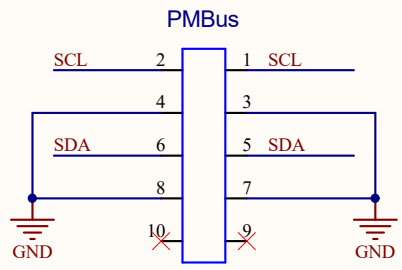 PMBus
SCL 2 1 SCL
4 3
SDA 6 5 SDA
8 7
10 9
GND GND